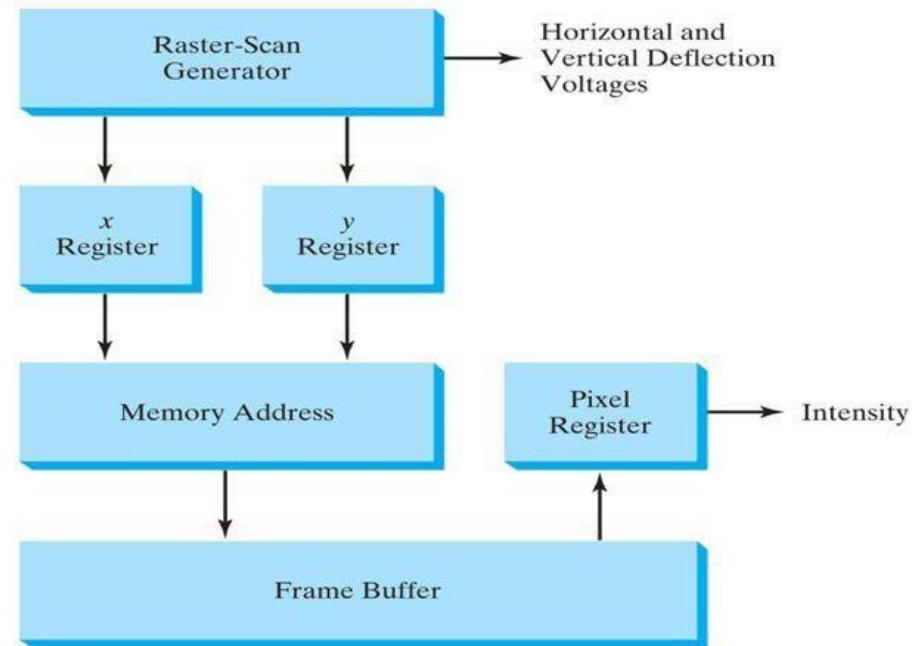 Raster-Scan
Generator
Horizontal and
Vertical Deflection
Voltages
x
Register
y
Register
Memory Address
Pixel
Register
Intensity
Frame Buffer